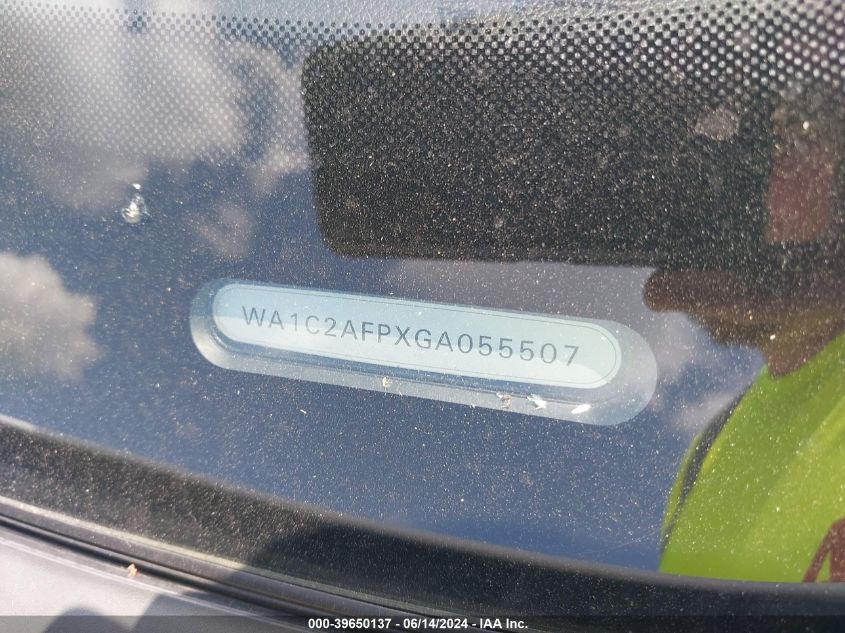 WA1C2AFPXGA055507
000-39650137 - 06/14/2024 - IAA Inc.